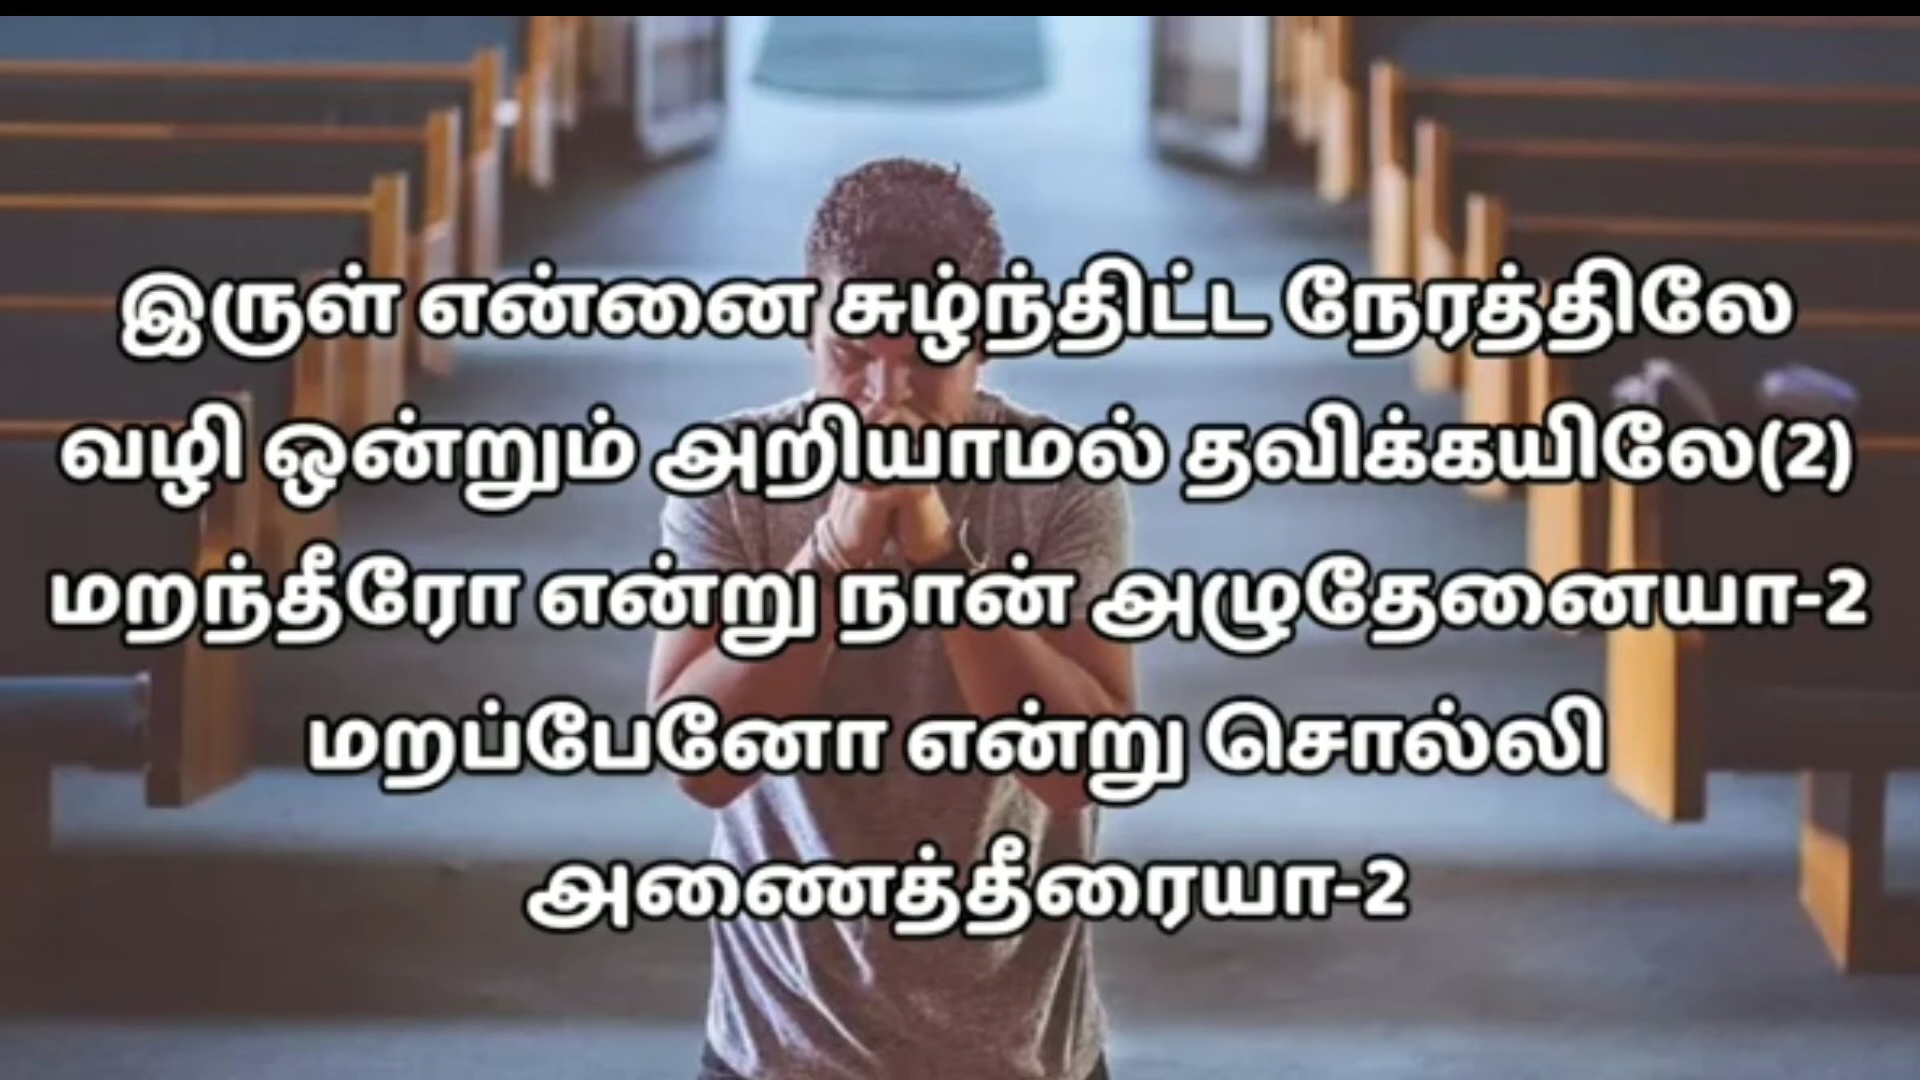 இருள் என்னை சுழ்ந்திட்ட நேரத்திலே
வழி ஒன்றும் அறியாமல் தவிக்கயிலே(2)
மறந்தீரோ என்று நான் அழுதேனையா-2
மறப்பேனோ என்று சொல்லி
அணைத்தீரையா-2